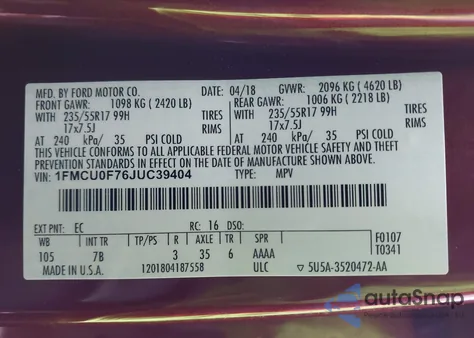 MFD. BY FORD MOTOR CO. DATE: 04/18 GVWR: 2096 KG ( 4620 LB)
FRONT GAWR: 1098 KG ( 2420 LB) REAR GAWR: 1006 KG ( 2218 LB)
WITH 235/55R17 99H TIRES WITH 235/55R17 99H TIRES
17x7.5J RIMS 17x7.5J RIMS
AT 240 kPa/ 35 PSI COLD AT 240 kPa/ 35 PSI COLD
THIS VEHICLE CONFORMS TO ALL APPLICABLE FEDERAL MOTOR VEHICLE SAFETY AND THEFT
PREVENTION STANDARDS IN EFFECT ON THE DATE OF MANUFACTURE SHOWN ABOVE.
VIN: 1FMCU0F76JUC39404 TYPE: MPV
EXT PNT: EC RC: 16 DSO:
WB INT TR TP/PS R AXLE TR SPR F0107
105 7B 3 35 6 AAAA T0341
MADE IN U.S.A. 1201804187558 ULC ▽ 5U5A-3520472-AA
autoSnap